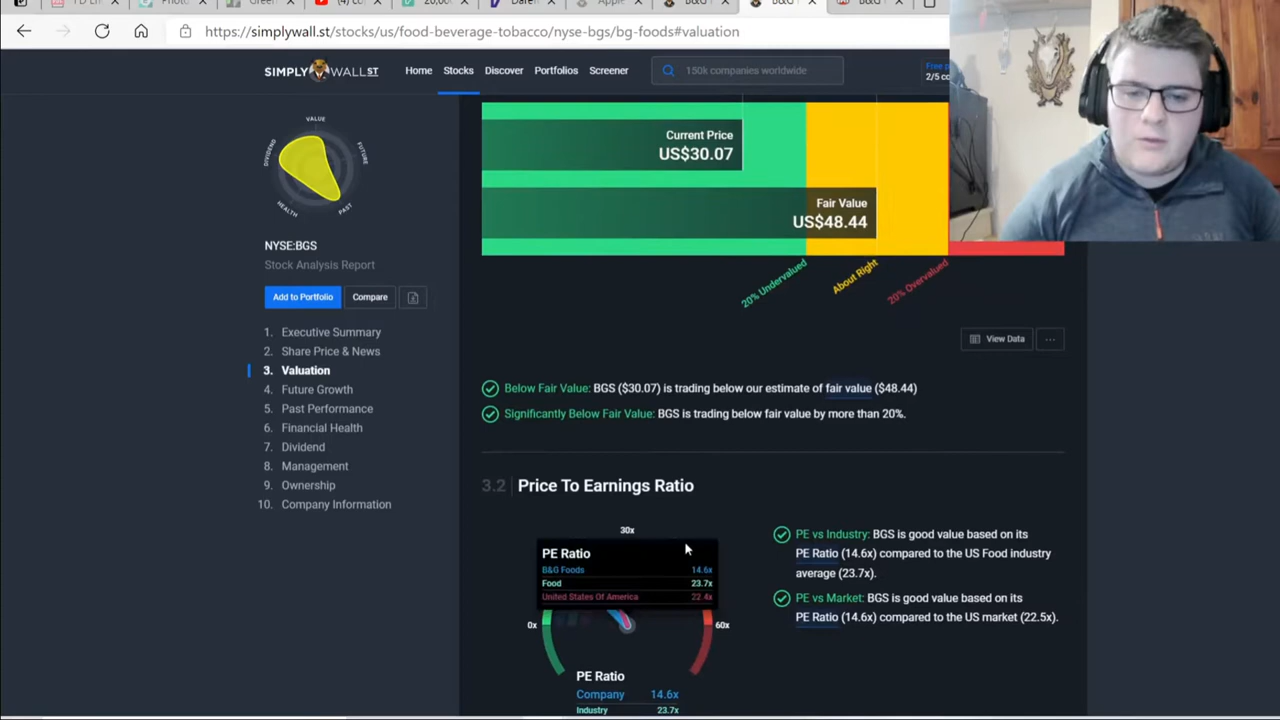 (4) co
20,00
Apple
B&G
https://simplywall.st/stocks/us/food-beverage-tobacco/nyse-bgs/bg-foods#valuation
SIMPLY WALL ST
Home
Stocks
Discover
Portfolios
Screener
150k companies worldwide
2/5 co
VALUE
FUTURE
PAST
HEALTH
DIVIDEND
NYSE:BGS
Stock Analysis Report
Add to Portfolio
Compare
1. Executive Summary
2. Share Price & News
3. Valuation
4. Future Growth
5. Past Performance
6. Financial Health
7. Dividend
8. Management
9. Ownership
10. Company Information
Current Price
US$30.07
Fair Value
US$48.44
20% Undervalued
About Right
20% Overvalued
View Data
...
Below Fair Value: BGS ($30.07) is trading below our estimate of fair value ($48.44)
Significantly Below Fair Value: BGS is trading below fair value by more than 20%.
3.2 Price To Earnings Ratio
30x
PE Ratio
B&G Foods 14.6x
Food 23.7x
United States Of America 22.4x
0x
60x
PE Ratio
Company 14.6x
Industry 23.7x
PE vs Industry: BGS is good value based on its
PE Ratio (14.6x) compared to the US Food industry
average (23.7x).
PE vs Market: BGS is good value based on its
PE Ratio (14.6x) compared to the US market (22.5x).